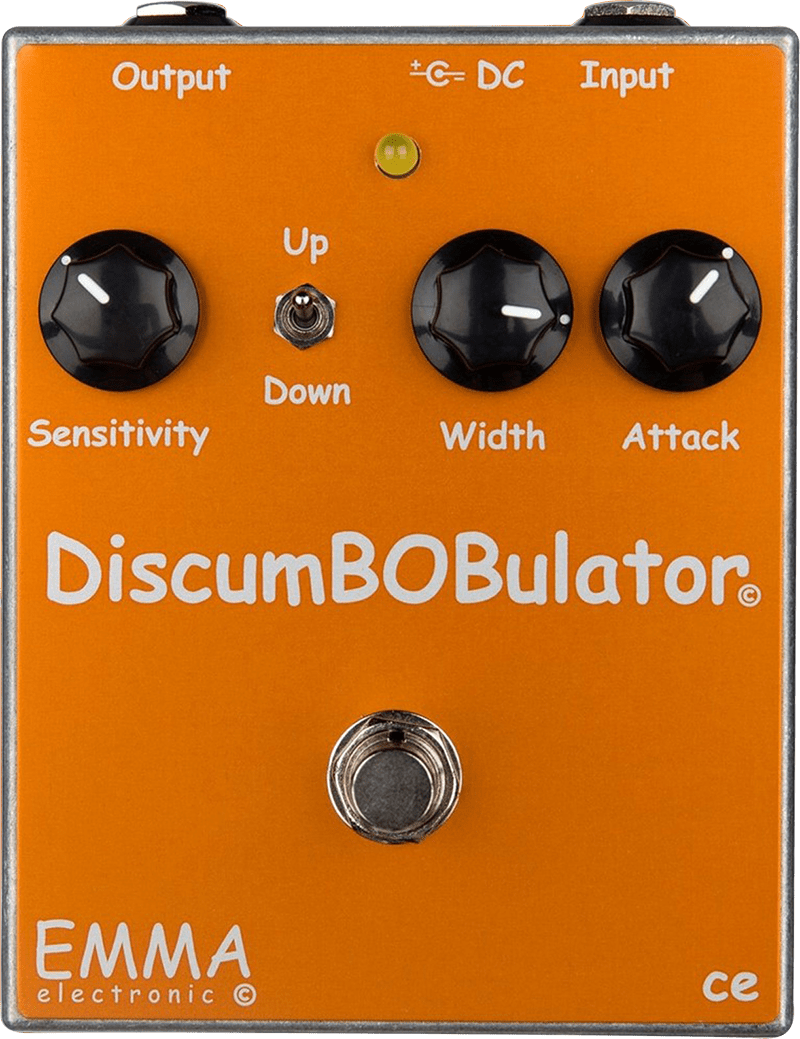 Output
+ - DC
Input
Up
Down
Sensitivity
Width
Attack
DiscumBOBulator©
EMMA
electronic ©
ce